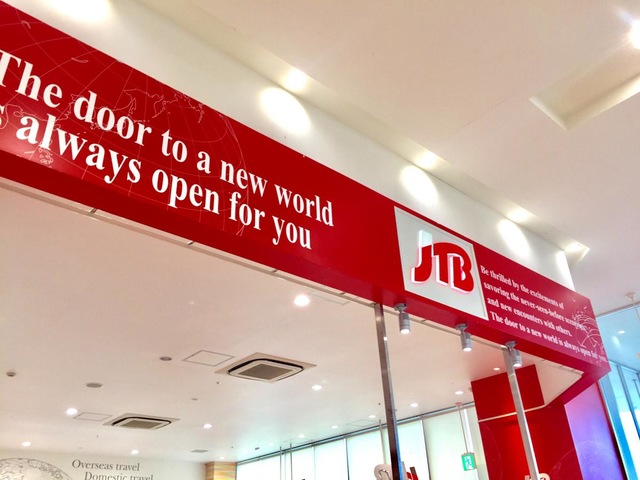 The door to a new world
s always open for you
JTB
Be thrilled by the excitements of
savoring the never-seen-before
and new encounters with others.
The door to a new world is always open
Overseas travel
Domestic travel